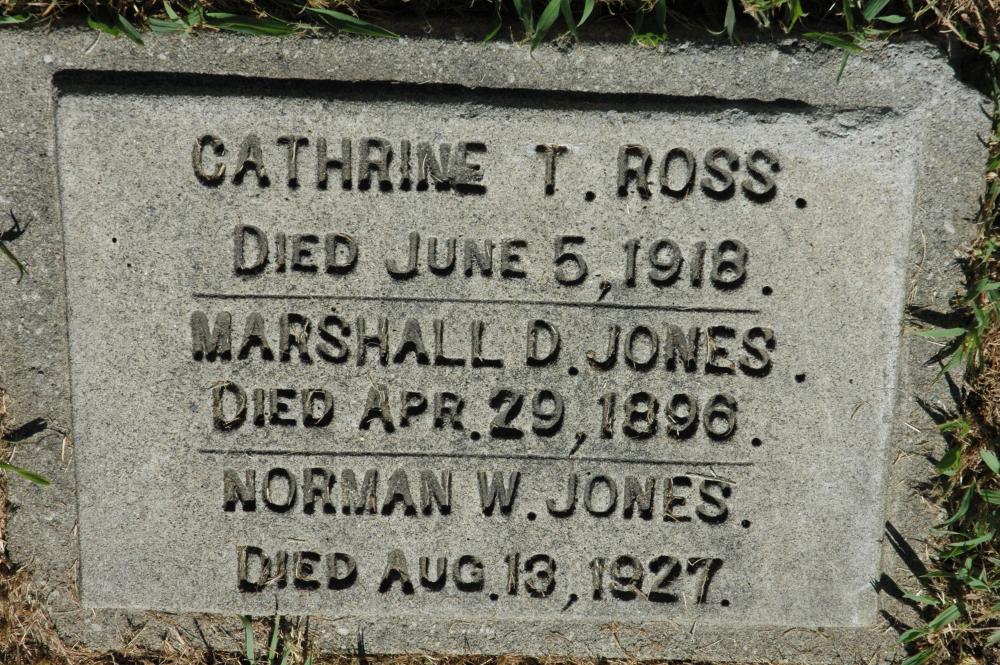 CATHRINE T. ROSS.
DIED JUNE 5, 1918.
MARSHALL D. JONES.
DIED APR. 29, 1896.
NORMAN W. JONES.
DIED AUG. 13, 1927.